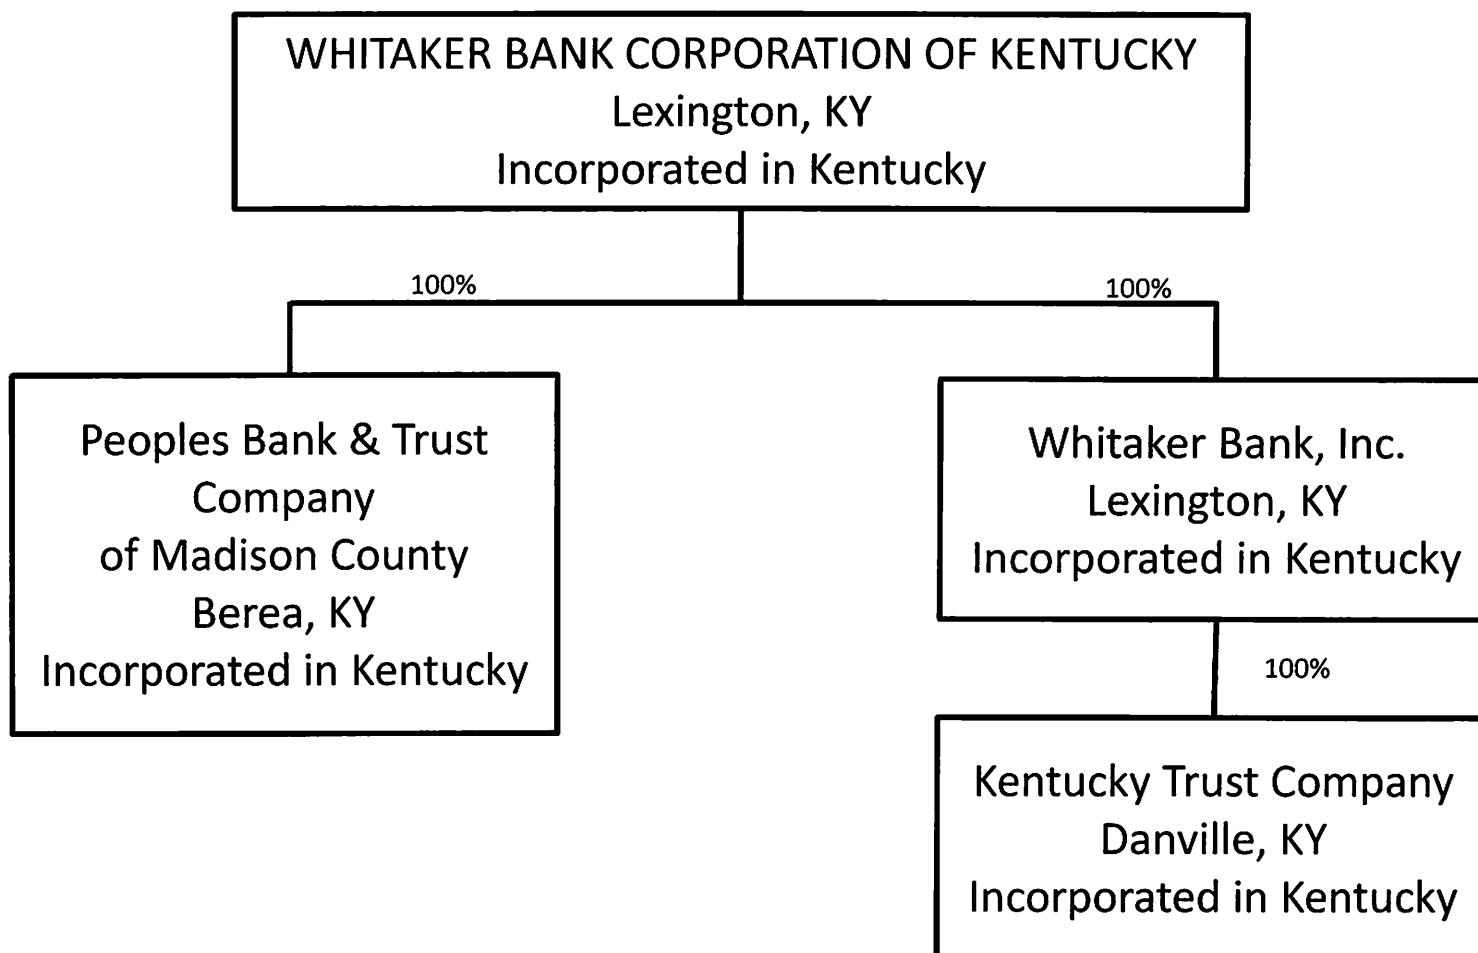 WHITAKER BANK CORPORATION OF KENTUCKY
Lexington, KY
Incorporated in Kentucky
100%
100%
Peoples Bank & Trust
Company
of Madison County
Berea, KY
Incorporated in Kentucky
Whitaker Bank, Inc.
Lexington, KY
Incorporated in Kentucky
100%
Kentucky Trust Company
Danville, KY
Incorporated in Kentucky